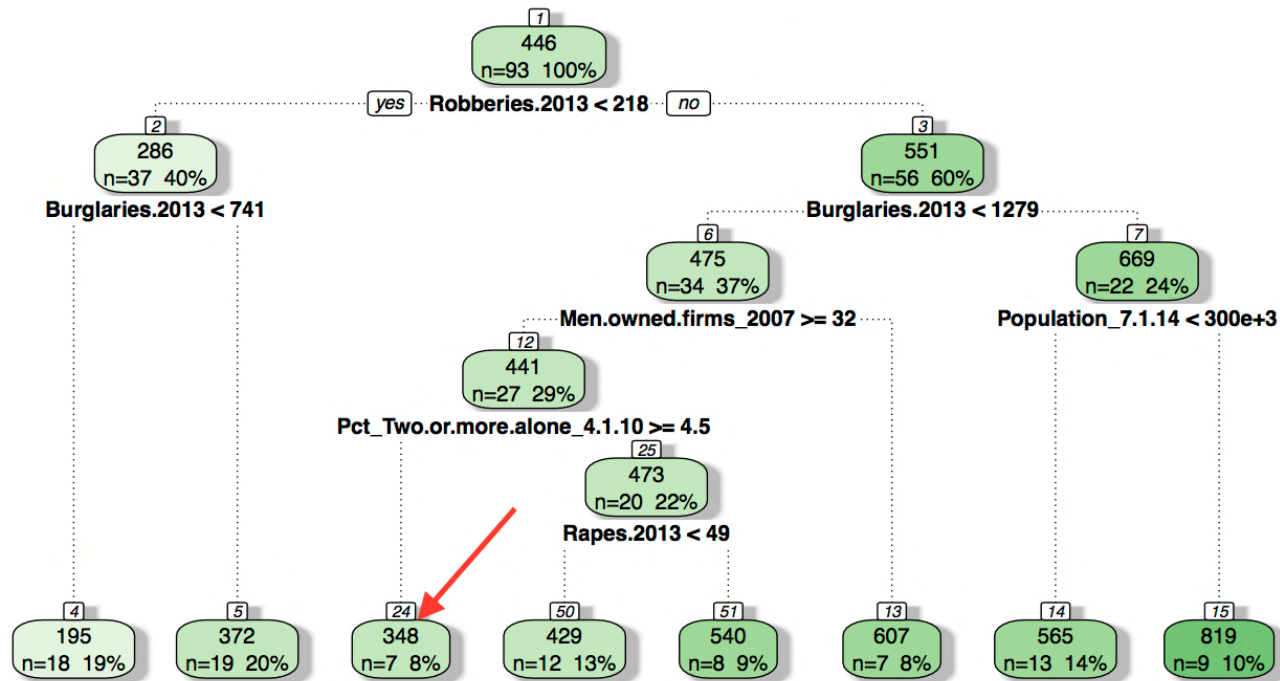 1
446
n=93 100%
yes Robberies.2013 < 218 no
2 3
286 551
n=37 40% n=56 60%
Burglaries.2013 < 741 Burglaries.2013 < 1279
6 7
475 669
n=34 37% n=22 24%
Men.owned.firms_2007 >= 32 Population_7.1.14 < 300e+3
12
441
n=27 29%
Pct_Two.or.more.alone_4.1.10 >= 4.5
25
473
n=20 22%
Rapes.2013 < 49
4 5 24 50 51 13 14 15
195 372 348 429 540 607 565 819
n=18 19% n=19 20% n=7 8% n=12 13% n=8 9% n=7 8% n=13 14% n=9 10%